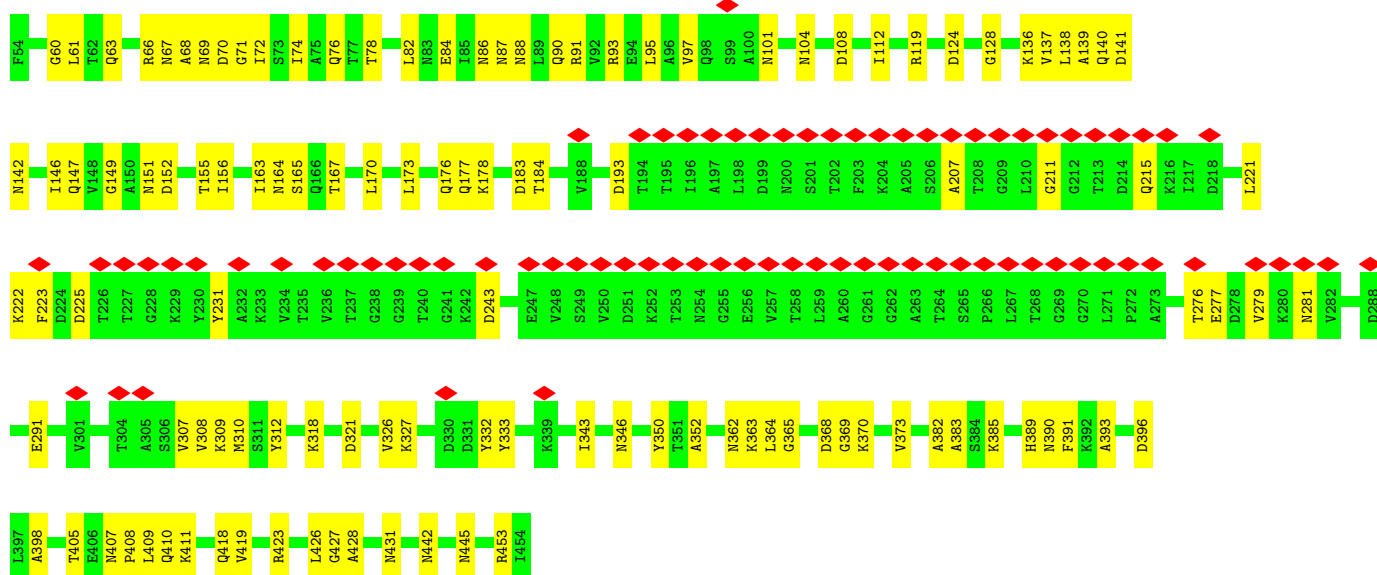 F54 G60 L61 T62 Q63 R66 N67 A68 N69 D70 G71 I72 S73 I74 A75 Q76 T77 T78 L82 N83 E84 I85 N86 N87 N88 L89 Q90 R91 V92 R93 E94 L95 A96 V97 Q98 S99 A100 N101 N104 D108 I112 R119 D124 G128 K136 V137 L138 A139 Q140 D141
N142 I146 Q147 V148 G149 A150 N151 D152 T155 I156 I163 N164 S165 Q166 T167 L170 L173 Q176 Q177 K178 D183 T184 V188 D193 T194 T195 I196 A197 L198 D199 N200 S201 T202 F203 K204 A205 S206 A207 T208 G209 L210 G211 G212 T213 D214 Q215 K216 I217 D218 L221
K222 F223 D224 D225 T226 T227 G228 K229 Y230 Y231 A232 K233 V234 T235 V236 T237 G238 G239 T240 G241 K242 D243 E247 V248 S249 V250 D251 K252 T253 N254 G255 E256 V257 T258 L259 A260 G261 G262 A263 T264 S265 P266 L267 T268 G269 G270 L271 P272 A273 T276 E277 D278 V279 K280 N281 V282 D288
E291 V301 T304 A305 S306 V307 V308 K309 M310 S311 Y312 K318 D321 V326 K327 D330 D331 Y332 Y333 K339 I343 N346 Y350 T351 A352 N362 K363 L364 G365 D368 G369 K370 V373 A382 A383 S384 K385 H389 N390 F391 K392 A393 D396
L397 A398 T405 E406 N407 P408 L409 Q410 K411 Q418 V419 R423 L426 G427 A428 N431 N442 N445 R453 I454